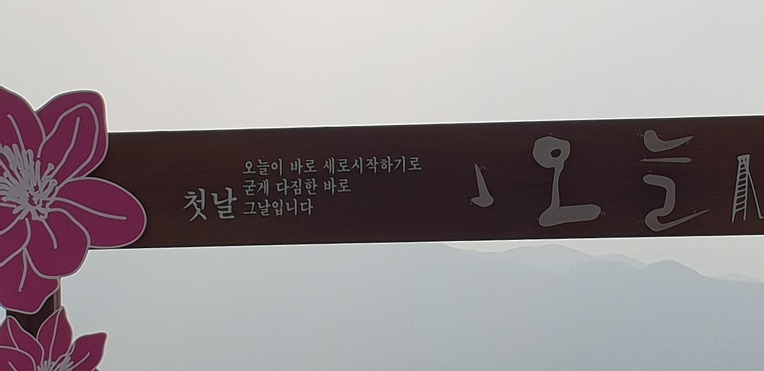 오늘이 바로 새로시작하기로
굳게 다짐한 바로
첫날 그날입니다
오늘